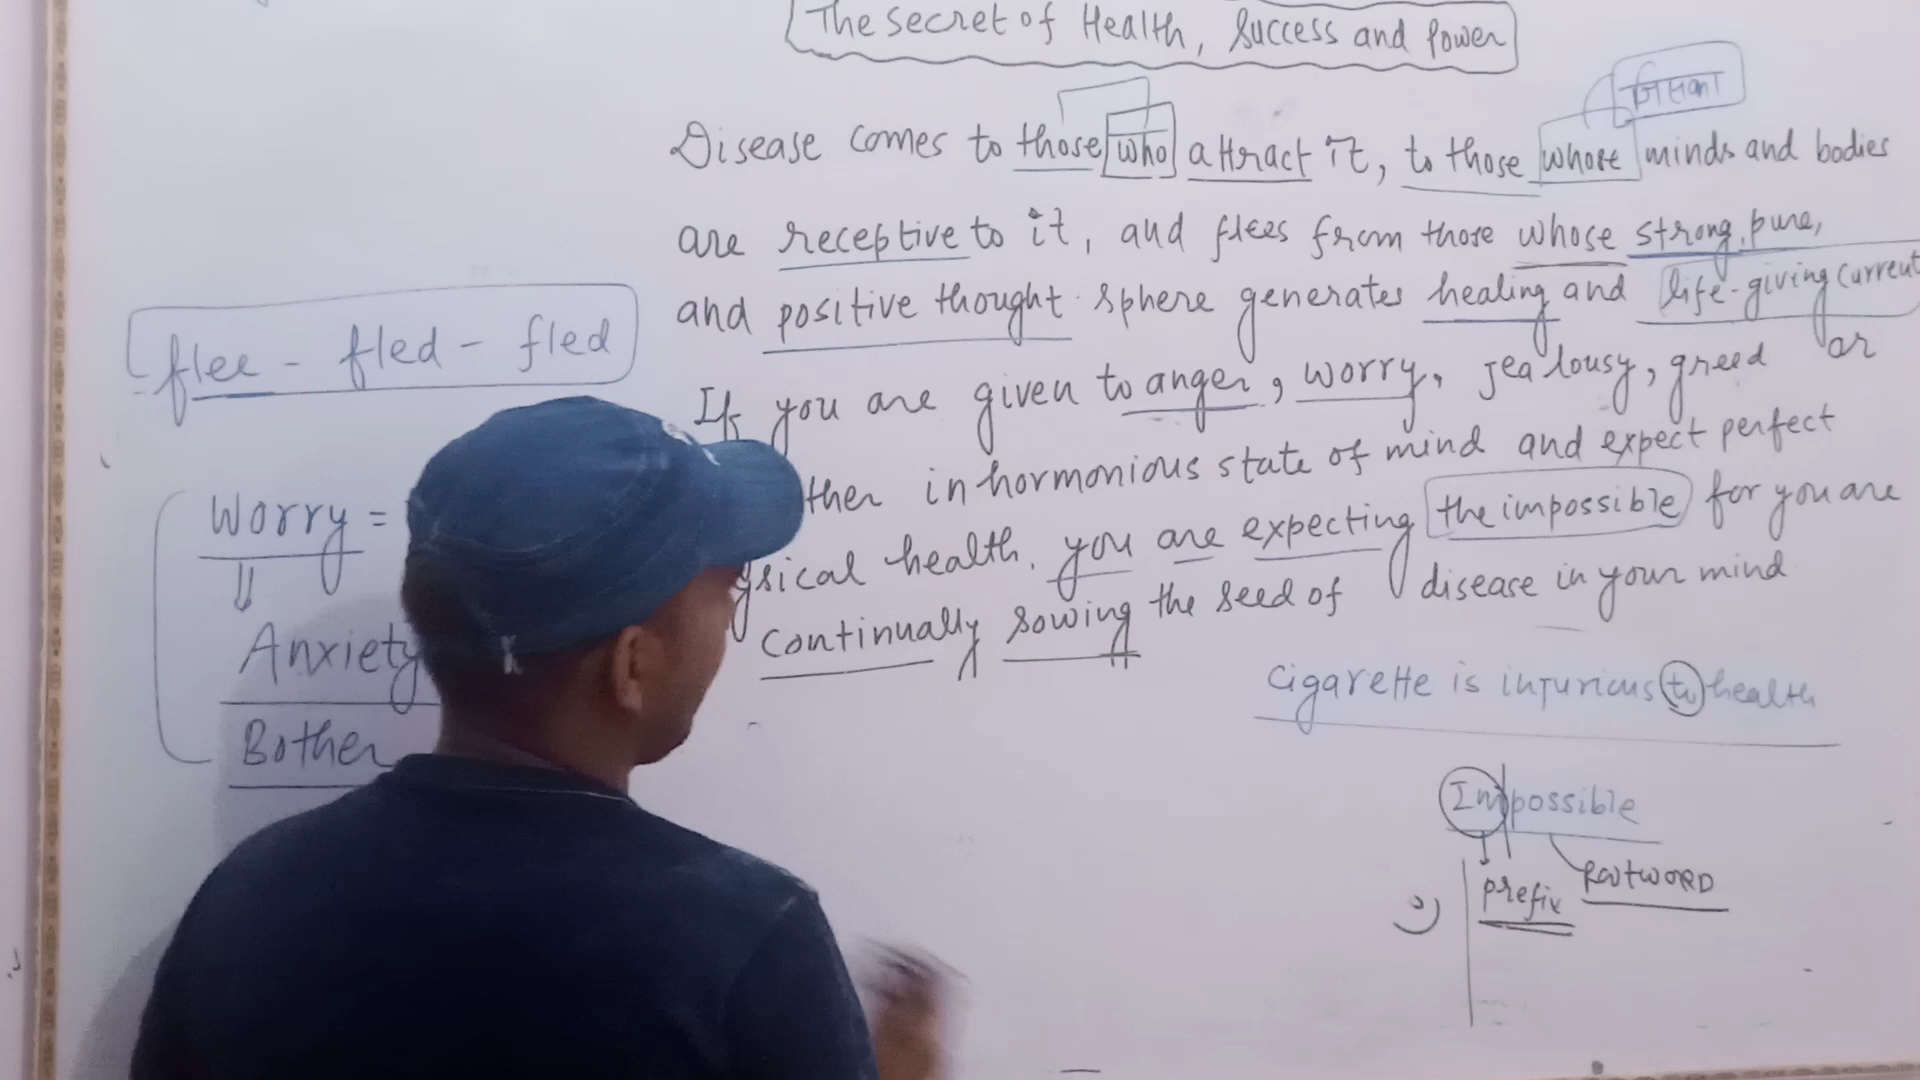 The secret of Health, Success and Power
जिसका
Disease comes to those who attract it, to those whose minds and bodies
are receptive to it, and flees from those whose strong, pure,
and positive thought sphere generates healing and life-giving current
If you are given to anger, worry, jealousy, greed or
ther inhormonious state of mind and expect perfect
sical health. you are expecting the impossible for you are
continually sowing the seed of disease in your mind
flee - fled - fled
Worry =
Anxiety
Bother
Cigarette is injurious to health
Impossible
prefix Rootword